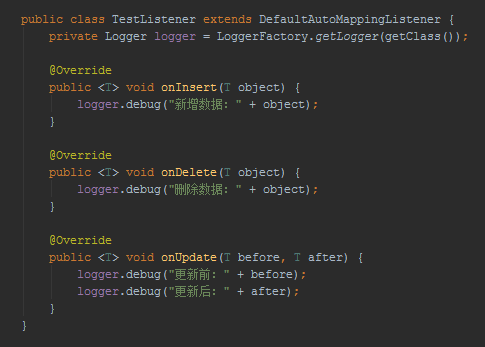 public class TestListener extends DefaultAutoMappingListener {
private Logger logger = LoggerFactory.getLogger(getClass());
@Override
public <T> void onInsert(T object) {
logger.debug("新增数据: " + object);
}
@Override
public <T> void onDelete(T object) {
logger.debug("删除数据: " + object);
}
@Override
public <T> void onUpdate(T before, T after) {
logger.debug("更新前: " + before);
logger.debug("更新后: " + after);
}
}